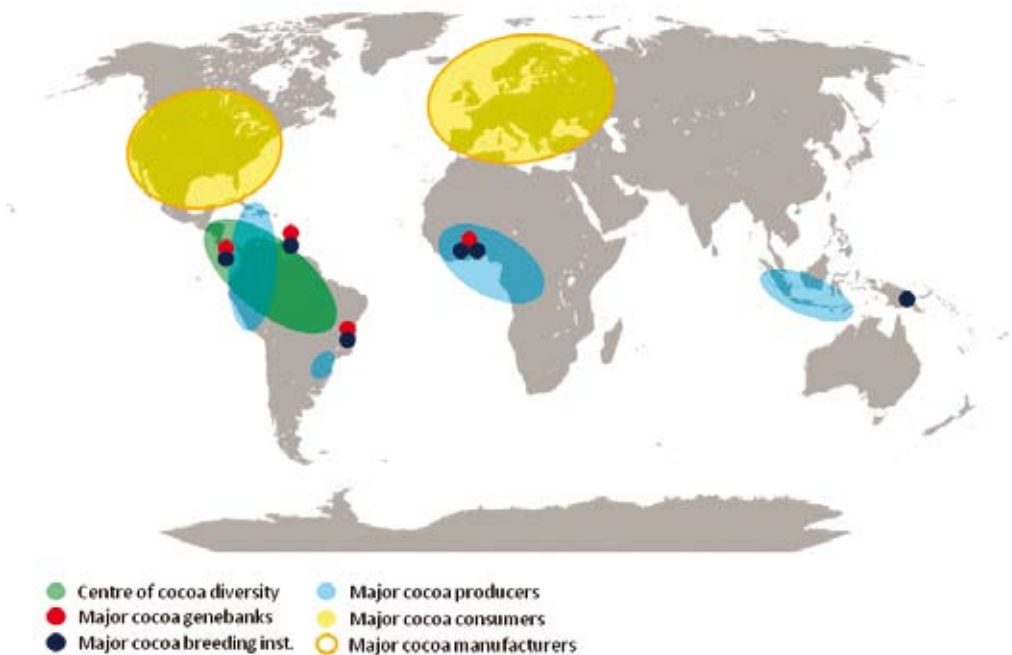 Centre of cocoa diversity
Major cocoa genebanks
Major cocoa breeding inst.
Major cocoa producers
Major cocoa consumers
Major cocoa manufacturers